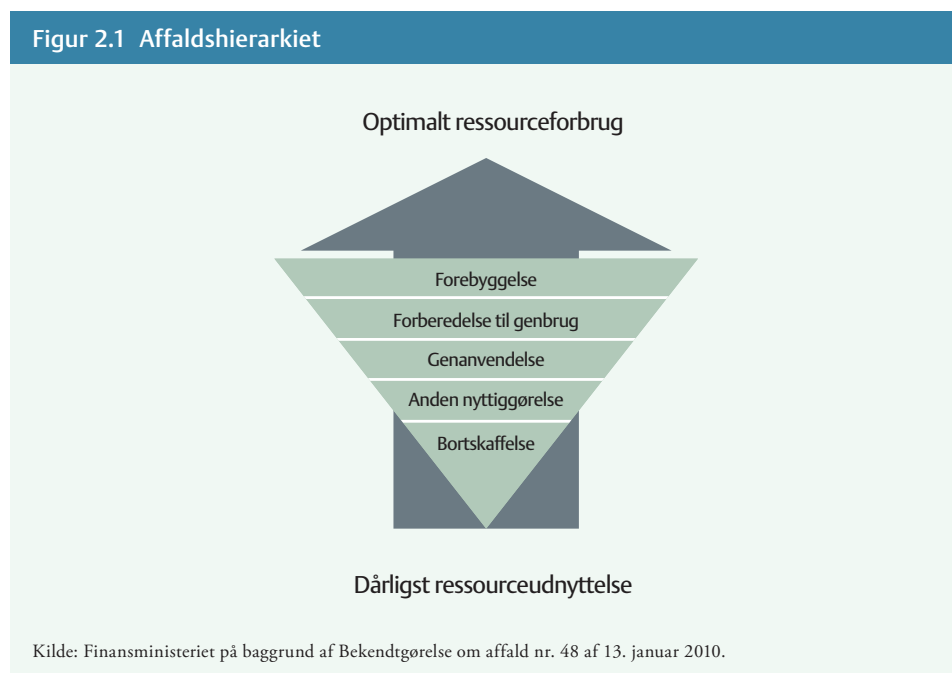 Figur 2.1 Affaldshierarkiet
Optimalt ressourceforbrug
Forebyggelse
Forberedelse til genbrug
Genanvendelse
Anden nyttiggørelse
Bortskaffelse
Dårligst ressourceudnyttelse
Kilde: Finansministeriet på baggrund af Bekendtgørelse om affald nr. 48 af 13. januar 2010.